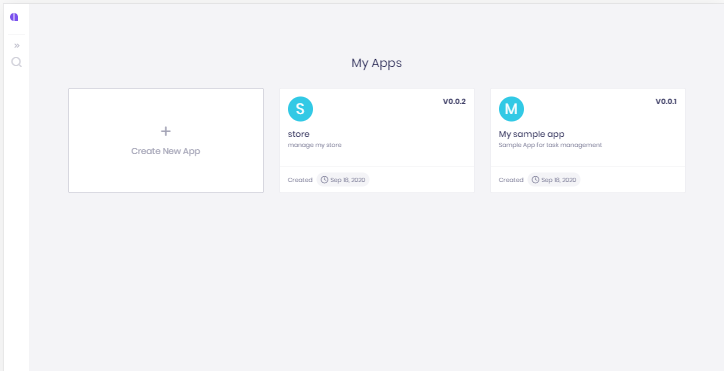 My Apps
+
Create New App
S
V0.0.2
store
manage my store
Created
Sep 18, 2020
M
V0.0.1
My sample app
Sample App for task management
Created
Sep 18, 2020